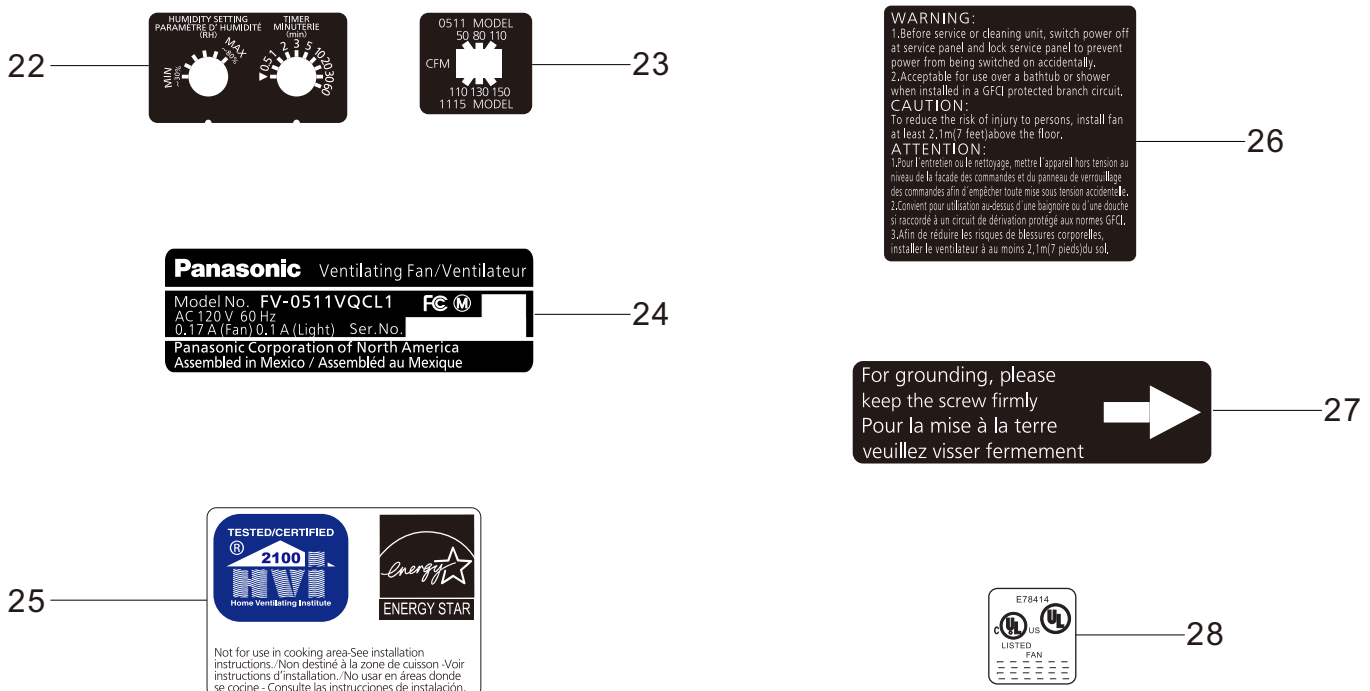 22
HUMIDITY SETTING
PARAMÈTRE D' HUMIDITÉ
(RH)
MIN
~30%
MAX
~80%
TIMER
MINUTERIE
(min)
0.5 1 2 3 5 10 20 30 60
0511 MODEL
50 80 110
CFM
110 130 150
1115 MODEL
23
Panasonic Ventilating Fan/Ventilateur
Model No. FV-0511VQCL1 FC M
AC 120 V 60 Hz
0.17 A (Fan) 0.1 A (Light) Ser.No.
Panasonic Corporation of North America
Assembled in Mexico / Assembléd au Mexique
24
25
TESTED/CERTIFIED
®
2100
HVi
Home Ventilating Institute
energy
ENERGY STAR
Not for use in cooking area-See installation
instructions./Non destiné à la zone de cuisson -Voir
instructions d'installation./No usar en áreas donde
se cocine - Consulte las instrucciones de instalación.
WARNING:
1.Before service or cleaning unit, switch power off
at service panel and lock service panel to prevent
power from being switched on accidentally.
2.Acceptable for use over a bathtub or shower
when installed in a GFCI protected branch circuit.
CAUTION:
To reduce the risk of injury to persons, install fan
at least 2.1m(7 feet)above the floor.
ATTENTION:
1.Pour l'entretien ou le nettoyage, mettre l'appareil hors tension au
niveau de la facade des commandes et du panneau de verrouillage
des commandes afin d'empêcher toute mise sous tension accidentelle.
2.Convient pour utilisation au-dessus d'une baignoire ou d'une douche
si raccordé à un circuit de dérivation protégé aux normes GFCI.
3.Afin de réduire les risques de blessures corporelles,
installer le ventilateur à au moins 2,1m(7 pieds)du sol.
26
For grounding, please
keep the screw firmly
Pour la mise à la terre
veuillez visser fermement
27
E78414
C UL US UL
LISTED
FAN
28